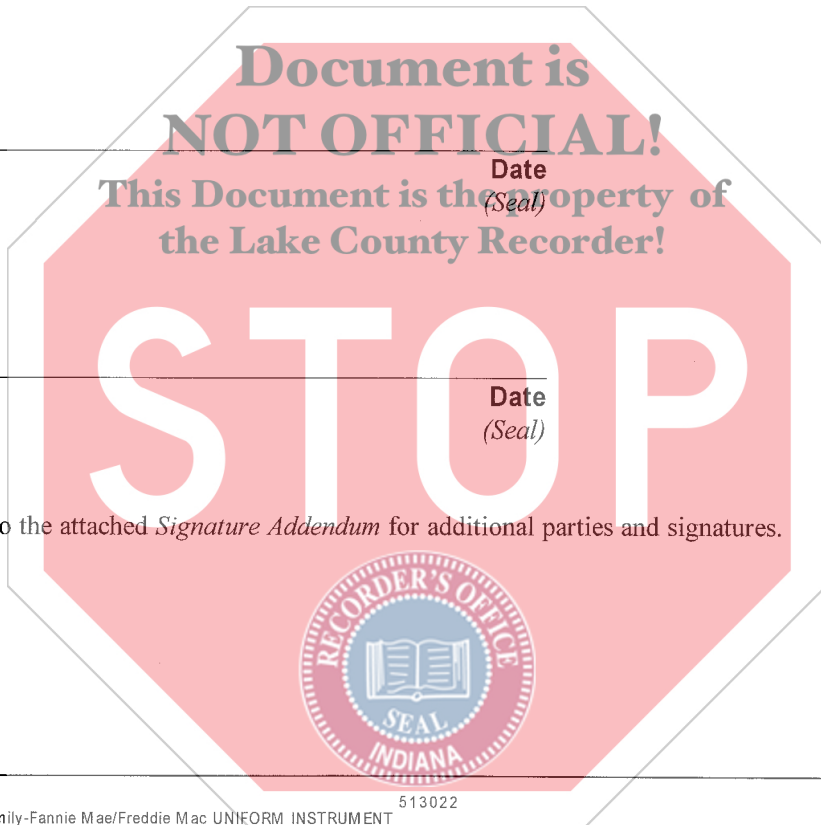 Document is
NOT OFFICIAL!
Date
This Document is the property of
(Seal)
the Lake County Recorder!
STOP
Date
(Seal)
o the attached Signature Addendum for additional parties and signatures.
RECORDER'S OFFICE
SEAL
INDIANA
513022
nily-Fannie Mae/Freddie Mac UNIFORM INSTRUMENT